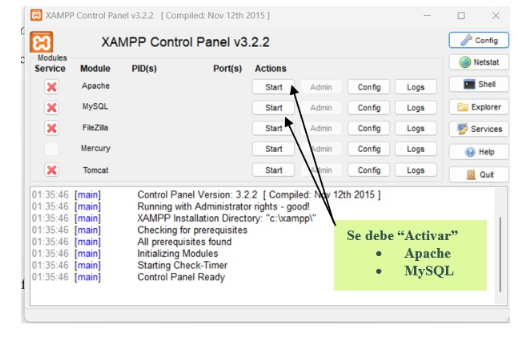 XAMPP Control Panel v3.2.2 [ Compiled: Nov 12th 2015 ]
XAMPP Control Panel v3.2.2
Config
Modules
Service Module PID(s) Port(s) Actions
Netstat
Apache Start Admin Config Logs
Shell
MySQL Start Admin Config Logs
Explorer
FileZilla Start Admin Config Logs
Services
Mercury Start Admin Config Logs
Help
Tomcat Start Admin Config Logs
Quit
01:35:46 [main] Control Panel Version: 3.2.2 [ Compiled: Nov 12th 2015 ]
01:35:46 [main] Running with Administrator rights - good!
01:35:46 [main] XAMPP Installation Directory: "c:\xampp\"
01:35:46 [main] Checking for prerequisites
01:35:46 [main] All prerequisites found
01:35:46 [main] Initializing Modules
01:35:46 [main] Starting Check-Timer
01:35:46 [main] Control Panel Ready
Se debe “Activar”
• Apache
• MySQL